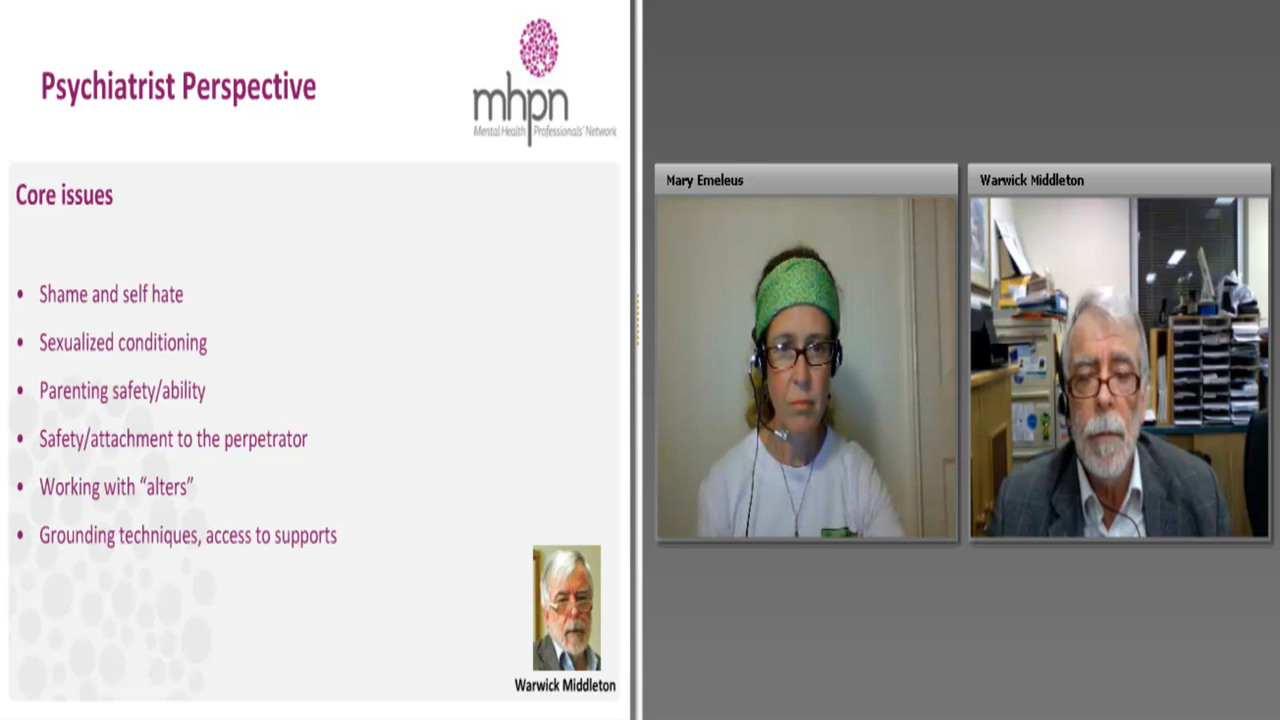 Psychiatrist Perspective
mhpn
Mental Health Professionals' Network
Core issues
• Shame and self hate
• Sexualized conditioning
• Parenting safety/ability
• Safety/attachment to the perpetrator
• Working with “alters”
• Grounding techniques, access to supports
Warwick Middleton
Mary Emeleus
Warwick Middleton